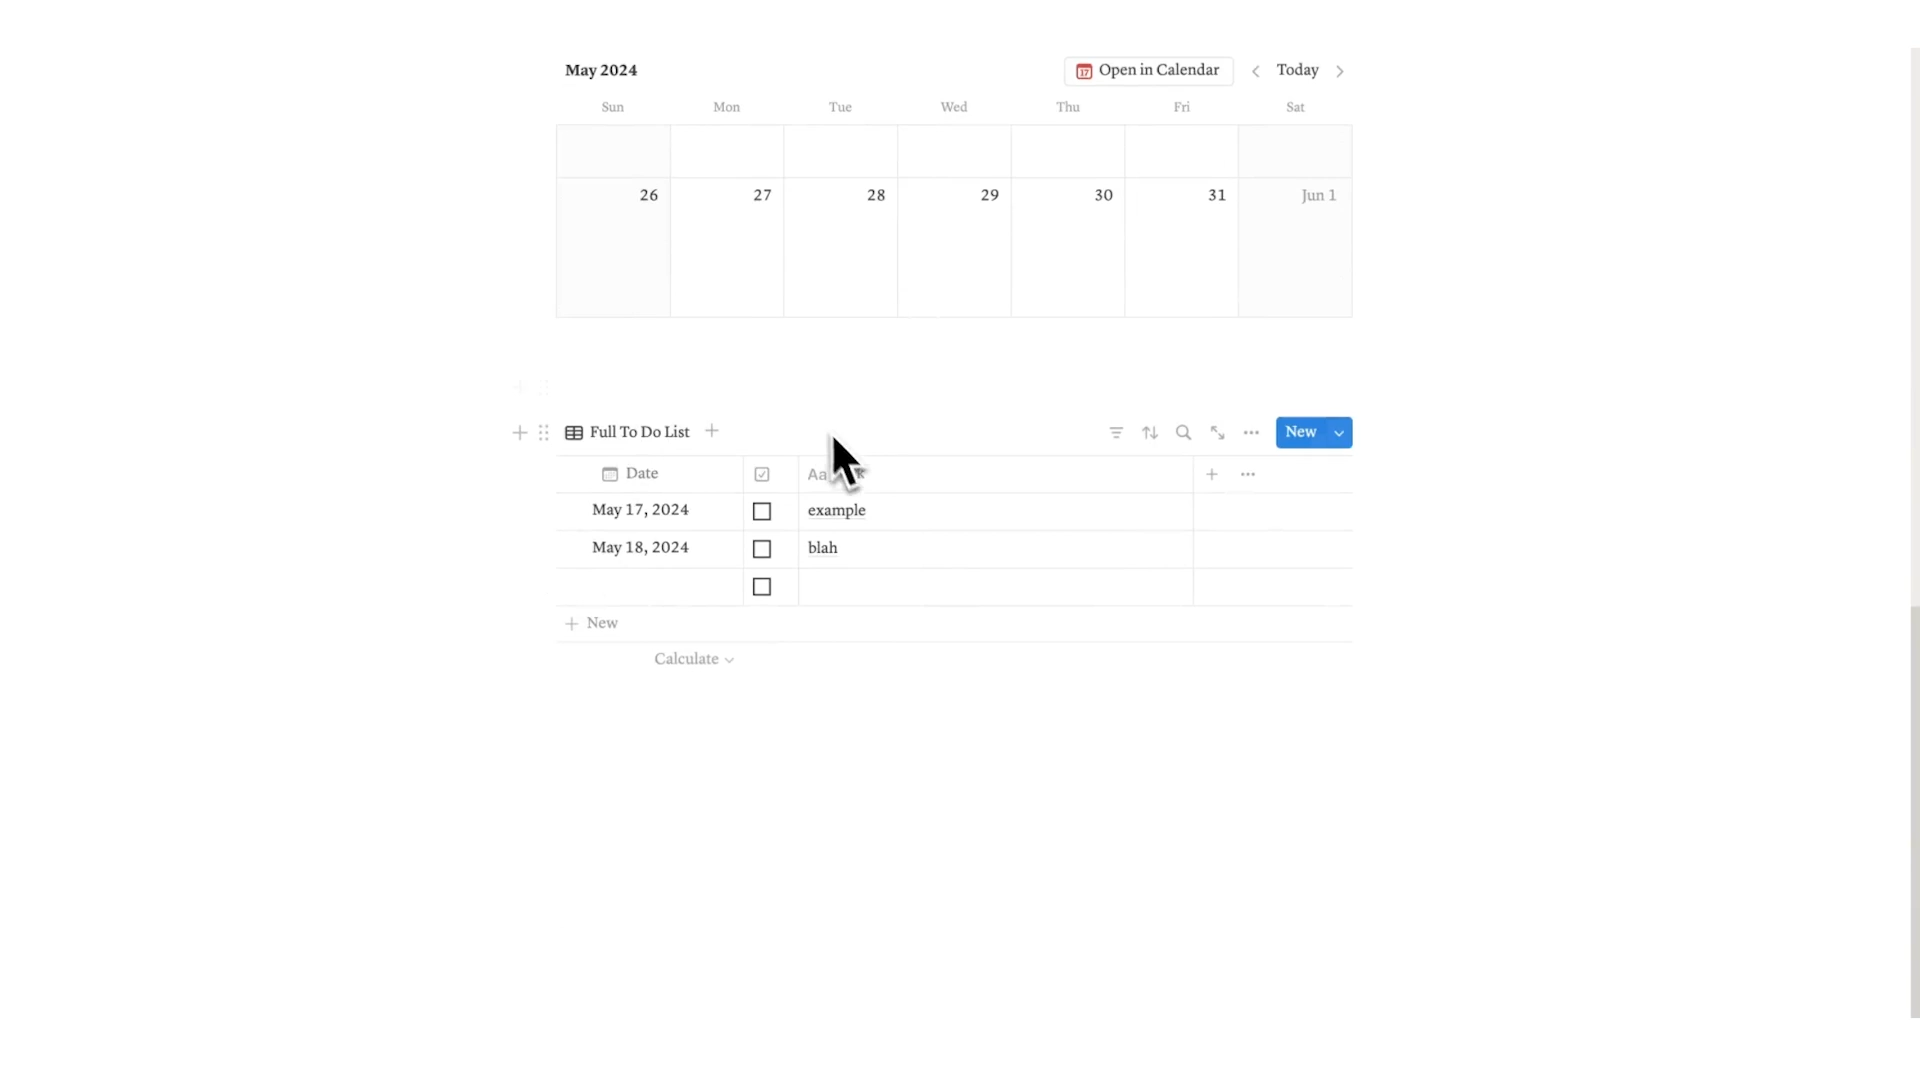 May 2024 17 Open in Calendar Today
Sun Mon Tue Wed Thu Fri Sat
26 27 28 29 30 31 Jun 1
Full To Do List New
Date Aa
May 17, 2024 example
May 18, 2024 blah
New
Calculate